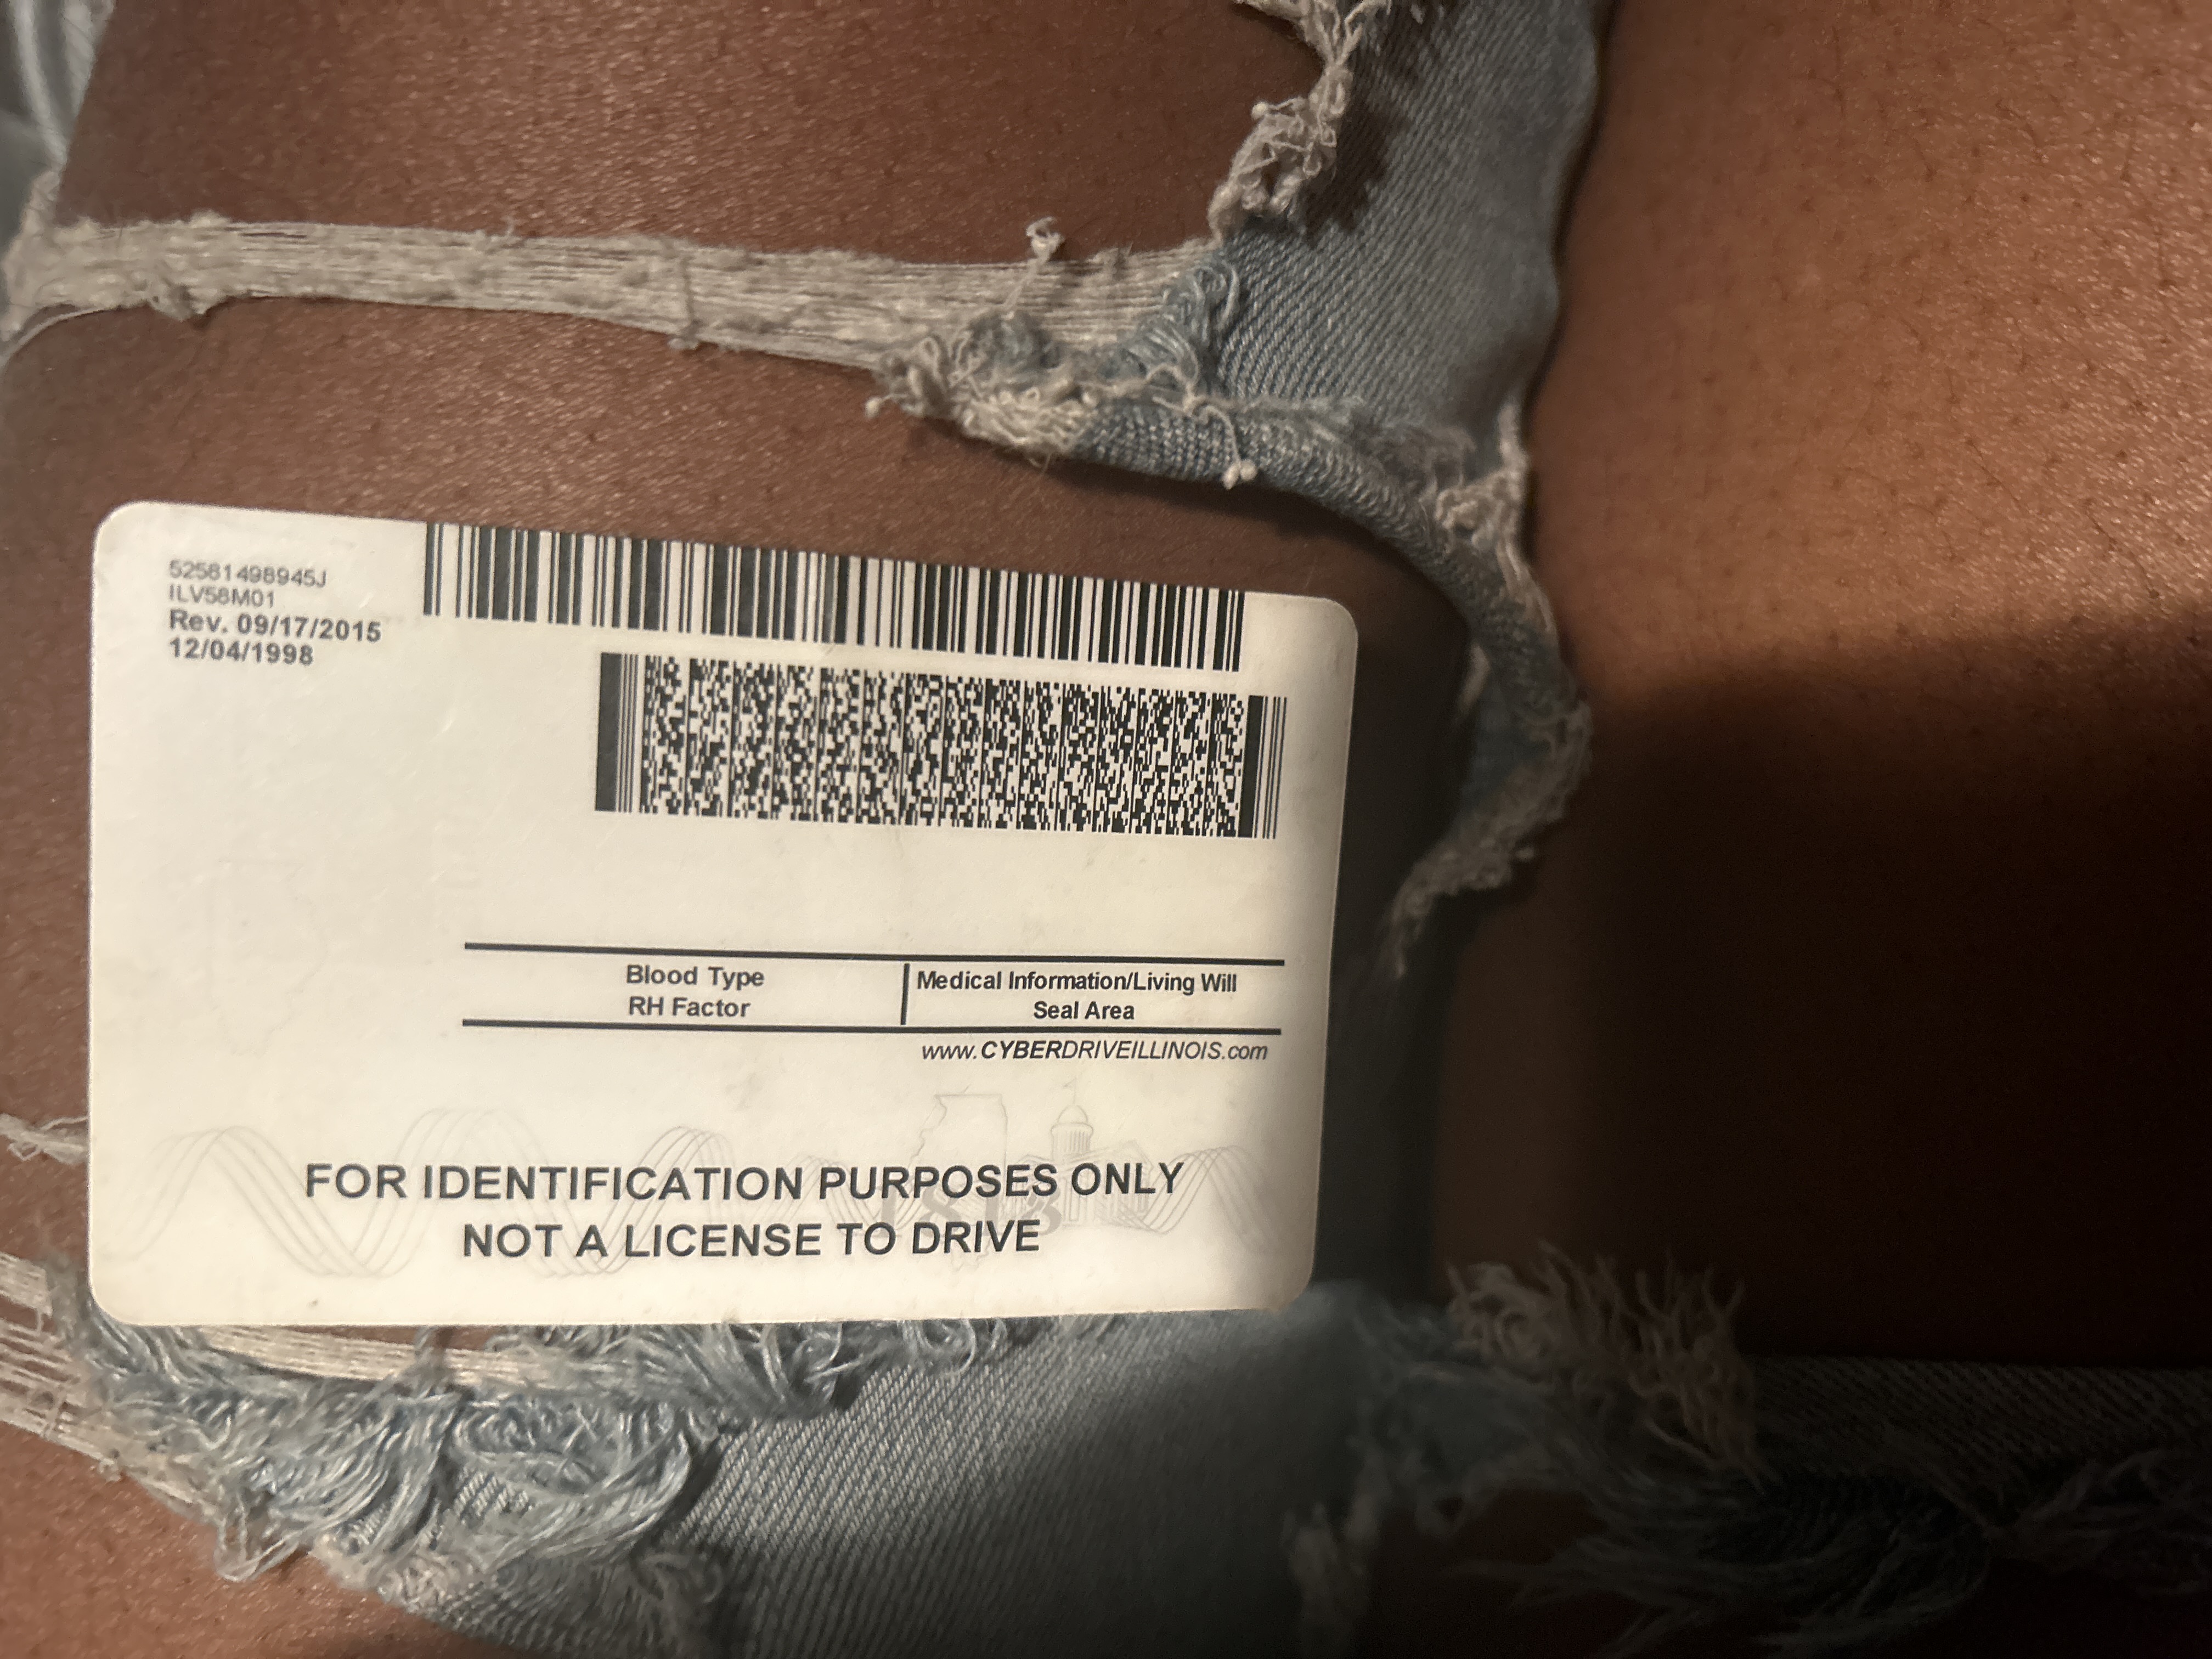 52581498945J
ILV58M01
Rev. 09/17/2015
12/04/1998
Blood Type
RH Factor
Medical Information/Living Will
Seal Area
www.CYBERDRIVEILLINOIS.com
1818
FOR IDENTIFICATION PURPOSES ONLY
NOT A LICENSE TO DRIVE